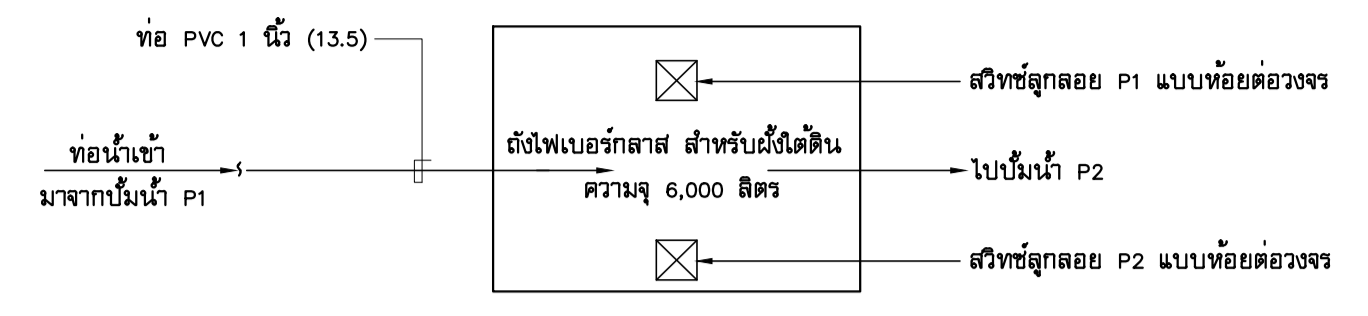 ท่อ PVC 1 นิ้ว (13.5)
สวิทซ์ลูกลอย P1 แบบห้อยต่อวงจร
ท่อน้ำเข้า
มาจากปั้มน้ำ P1
ถังไฟเบอร์กลาส สำหรับฝั้งใต้ดิน
ความจุ 6,000 ลิตร
ไปปั้มน้ำ P2
สวิทซ์ลูกลอย P2 แบบห้อยต่อวงจร